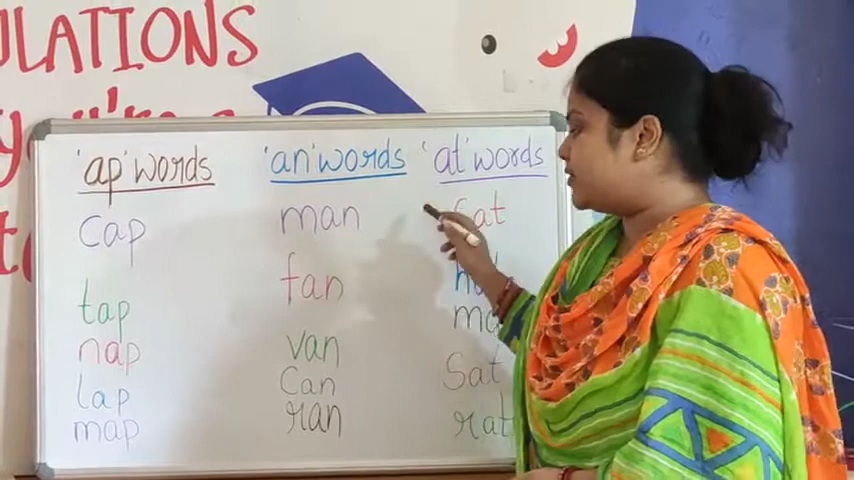 ULATIONS
'ap' words
cap
tap
nap
lap
map
'an' words
man
fan
van
Can
ran
'at' words
Sat
rat